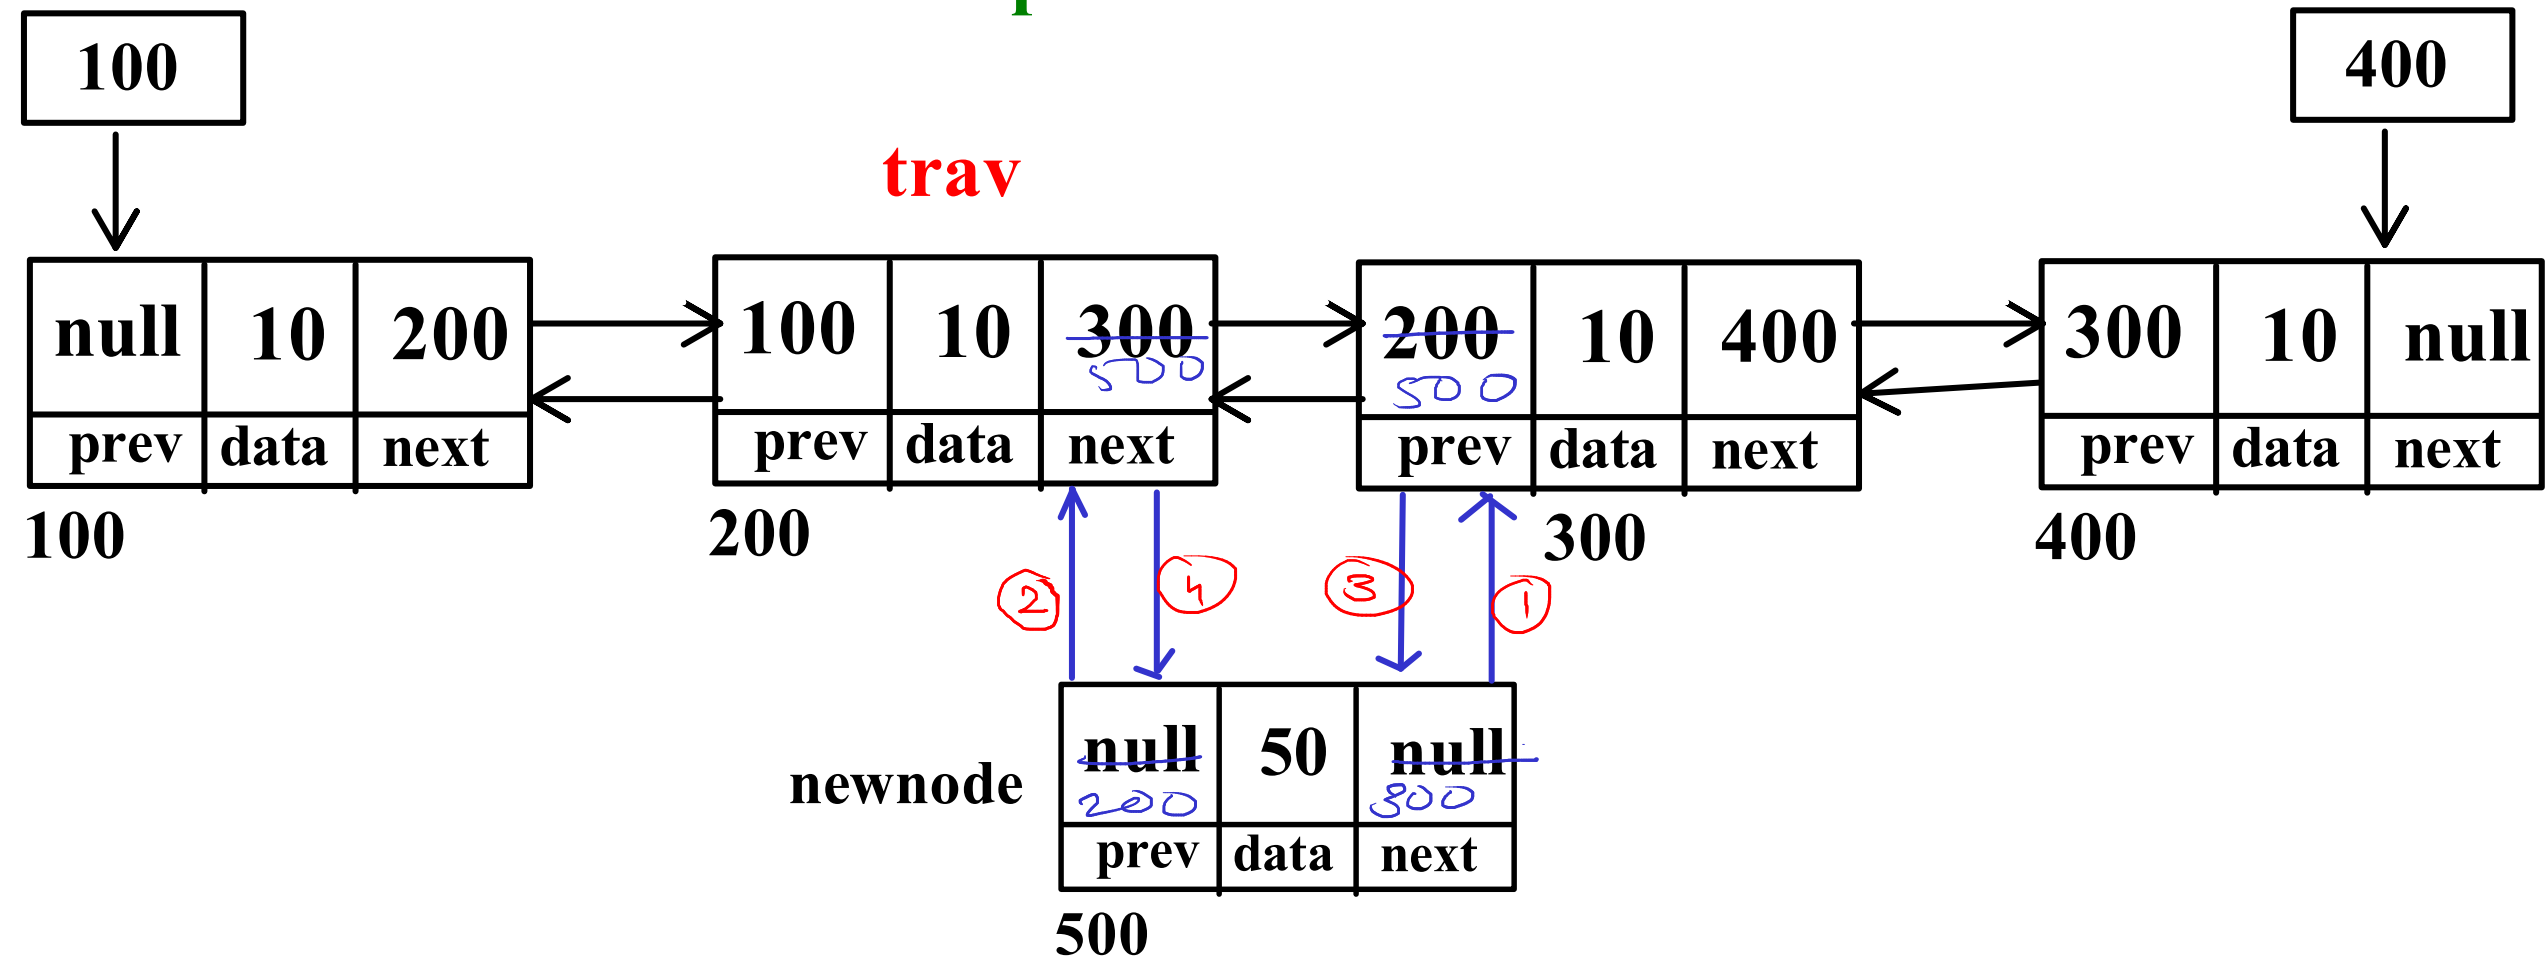 100
400
trav
null 10 200
100 10 300
200 10 400
300 10 null
500
500
prev data next
prev data next
prev data next
prev data next
100
200
300
400
2
4
3
1
newnode
null 50 null
200
300
prev data next
500